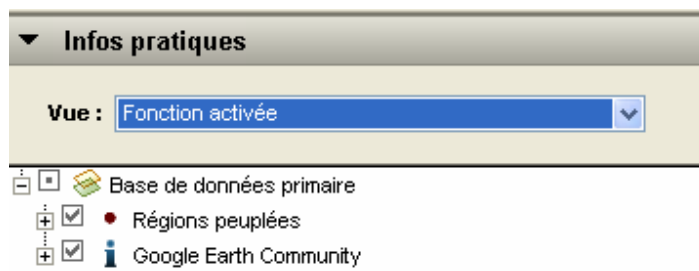 Infos pratiques
Vue : Fonction activée
Base de données primaire
Régions peuplées
Google Earth Community